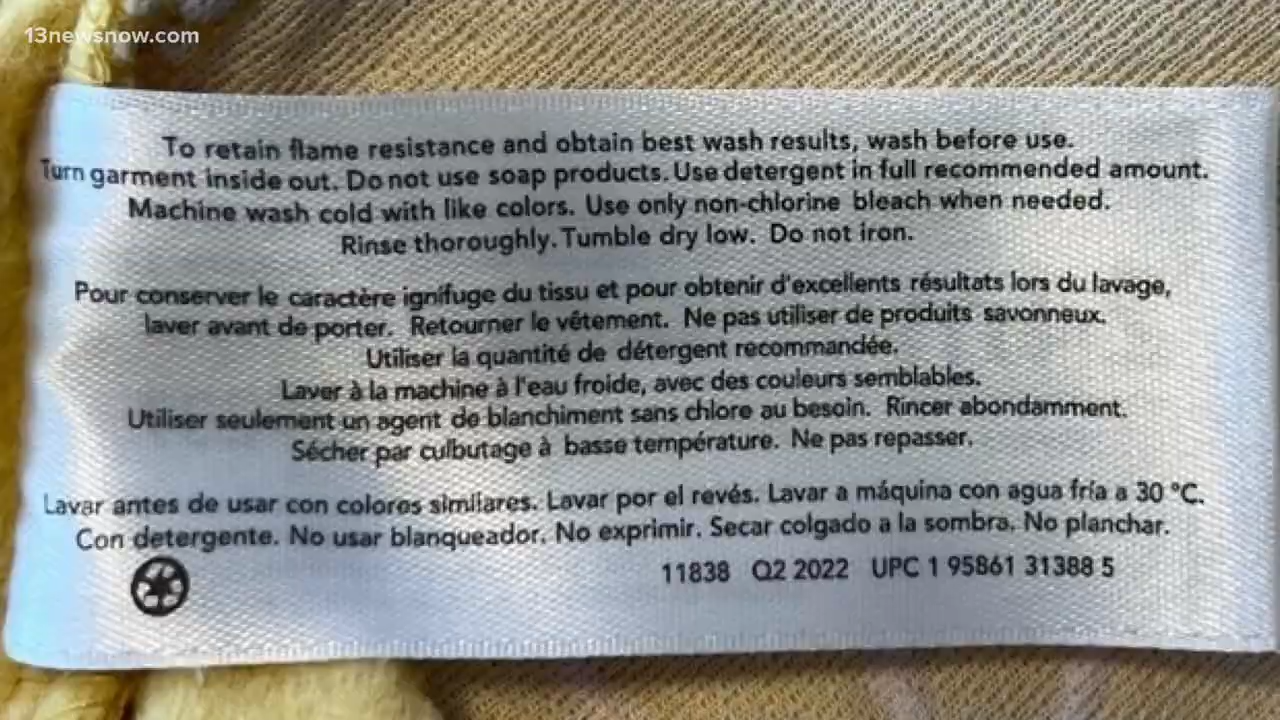 13newsnow.com
To retain flame resistance and obtain best wash results, wash before use.
Turn garment inside out. Do not use soap products. Use detergent in full recommended amount.
Machine wash cold with like colors. Use only non-chlorine bleach when needed.
Rinse thoroughly. Tumble dry low. Do not iron.
Pour conserver le caractère ignifuge du tissu et pour obtenir d'excellents résultats lors du lavage,
laver avant de porter. Retourner le vêtement. Ne pas utiliser de produits savonneux.
Utiliser la quantité de détergent recommandée.
Laver à la machine à l'eau froide, avec des couleurs semblables.
Utiliser seulement un agent de blanchiment sans chlore au besoin. Rincer abondamment.
Sécher par culbutage à basse température. Ne pas repasser.
Lavar antes de usar con colores similares. Lavar por el revés. Lavar a máquina con agua fría a 30 °C.
Con detergente. No usar blanqueador. No exprimir. Secar colgado a la sombra. No planchar.
11838 Q2 2022 UPC 1 95861 31388 5